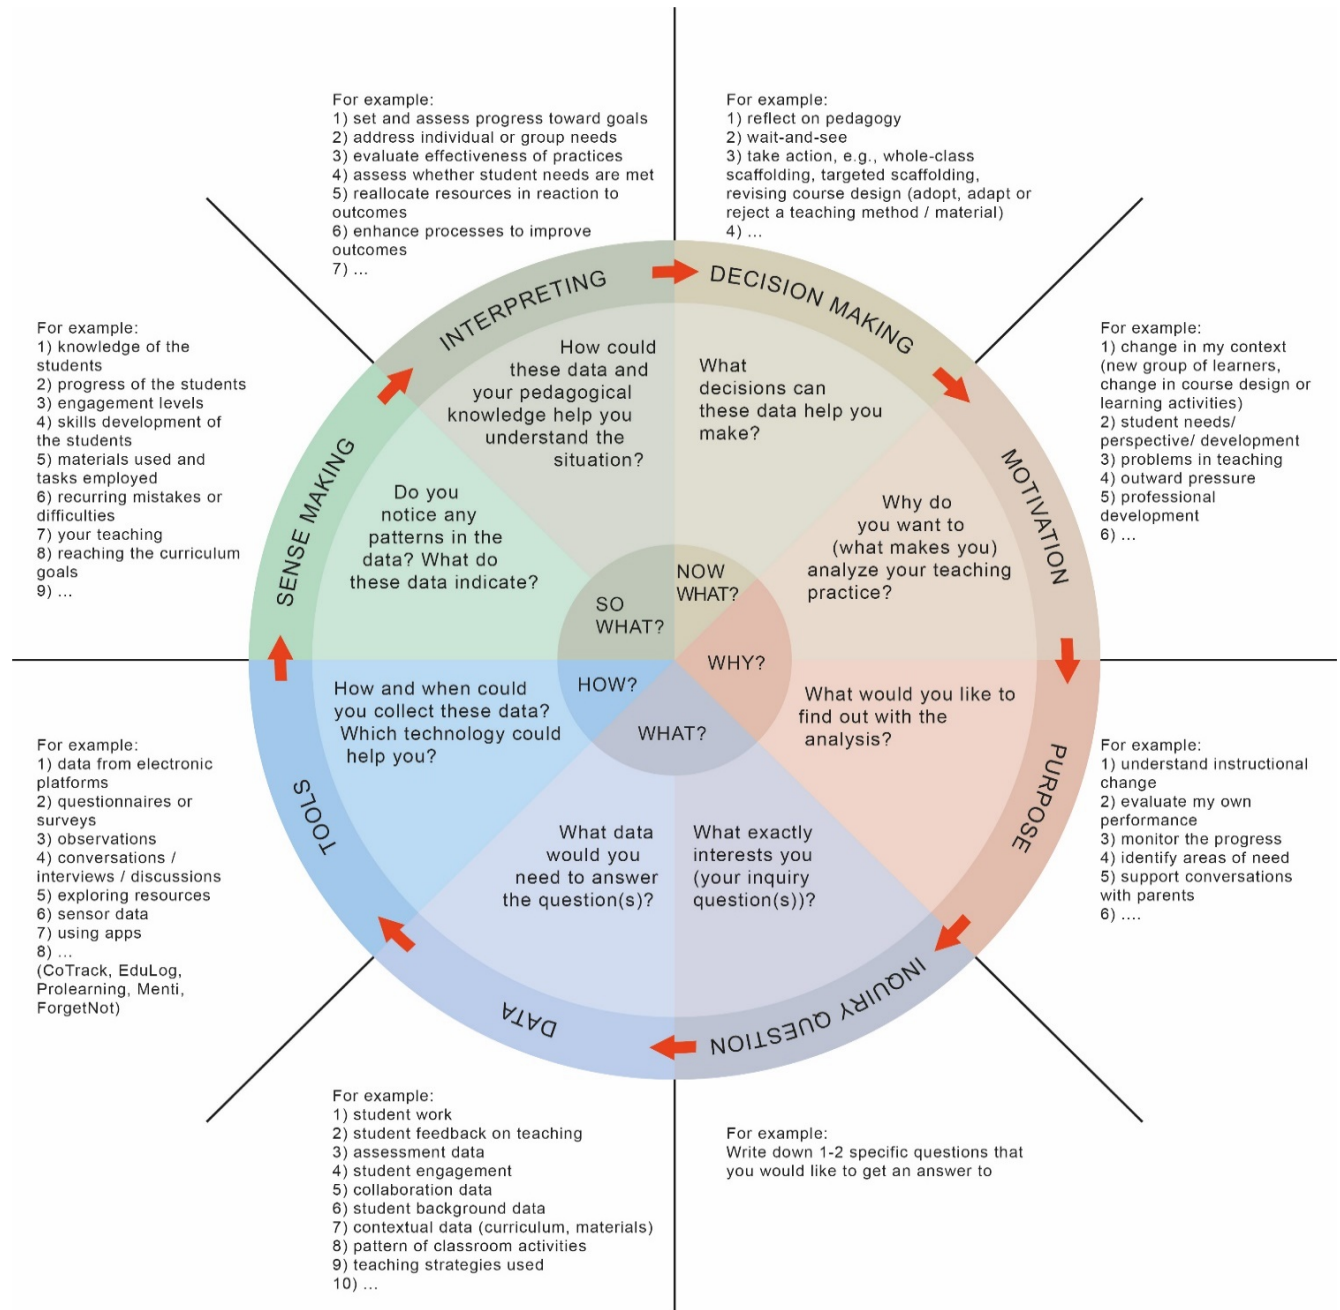 For example:
1) set and assess progress toward goals
2) address individual or group needs
3) evaluate effectiveness of practices
4) assess whether student needs are met
5) reallocate resources in reaction to
outcomes
6) enhance processes to improve
outcomes
7) ...
For example:
1) reflect on pedagogy
2) wait-and-see
3) take action, e.g., whole-class
scaffolding, targeted scaffolding,
revising course design (adopt, adapt or
reject a teaching method / material)
4) ...
For example:
1) change in my context
(new group of learners,
change in course design or
learning activities)
2) student needs/
perspective/ development
3) problems in teaching
4) outward pressure
5) professional
development
6) ...
For example:
1) understand instructional
change
2) evaluate my own
performance
3) monitor the progress
4) identify areas of need
5) support conversations
with parents
6) ....
For example:
Write down 1-2 specific questions that
you would like to get an answer to
For example:
1) student work
2) student feedback on teaching
3) assessment data
4) student engagement
5) collaboration data
6) student background data
7) contextual data (curriculum, materials)
8) pattern of classroom activities
9) teaching strategies used
10) ...
For example:
1) data from electronic
platforms
2) questionnaires or
surveys
3) observations
4) conversations /
interviews / discussions
5) exploring resources
6) sensor data
7) using apps
8) ...
(CoTrack, EduLog,
Prolearning, Menti,
ForgetNot)
For example:
1) knowledge of the
students
2) progress of the students
3) engagement levels
4) skills development of
the students
5) materials used and
tasks employed
6) recurring mistakes or
difficulties
7) your teaching
8) reaching the curriculum
goals
9) ...
INTERPRETING
DECISION MAKING
MOTIVATION
PURPOSE
INQUIRY QUESTION
DATA
TOOLS
SENSE MAKING
How could
these data and
your pedagogical
knowledge help you
understand the
situation?
What
decisions can
these data help you
make?
Why do
you want to
(what makes you)
analyze your teaching
practice?
What would you like to
find out with the
analysis?
What exactly
interests you
(your inquiry
question(s))?
What data
would you
need to answer
the question(s)?
How and when could
you collect these data?
Which technology could
help you?
Do you
notice any
patterns in the
data? What do
these data indicate?
SO
WHAT?
NOW
WHAT?
WHY?
WHAT?
HOW?